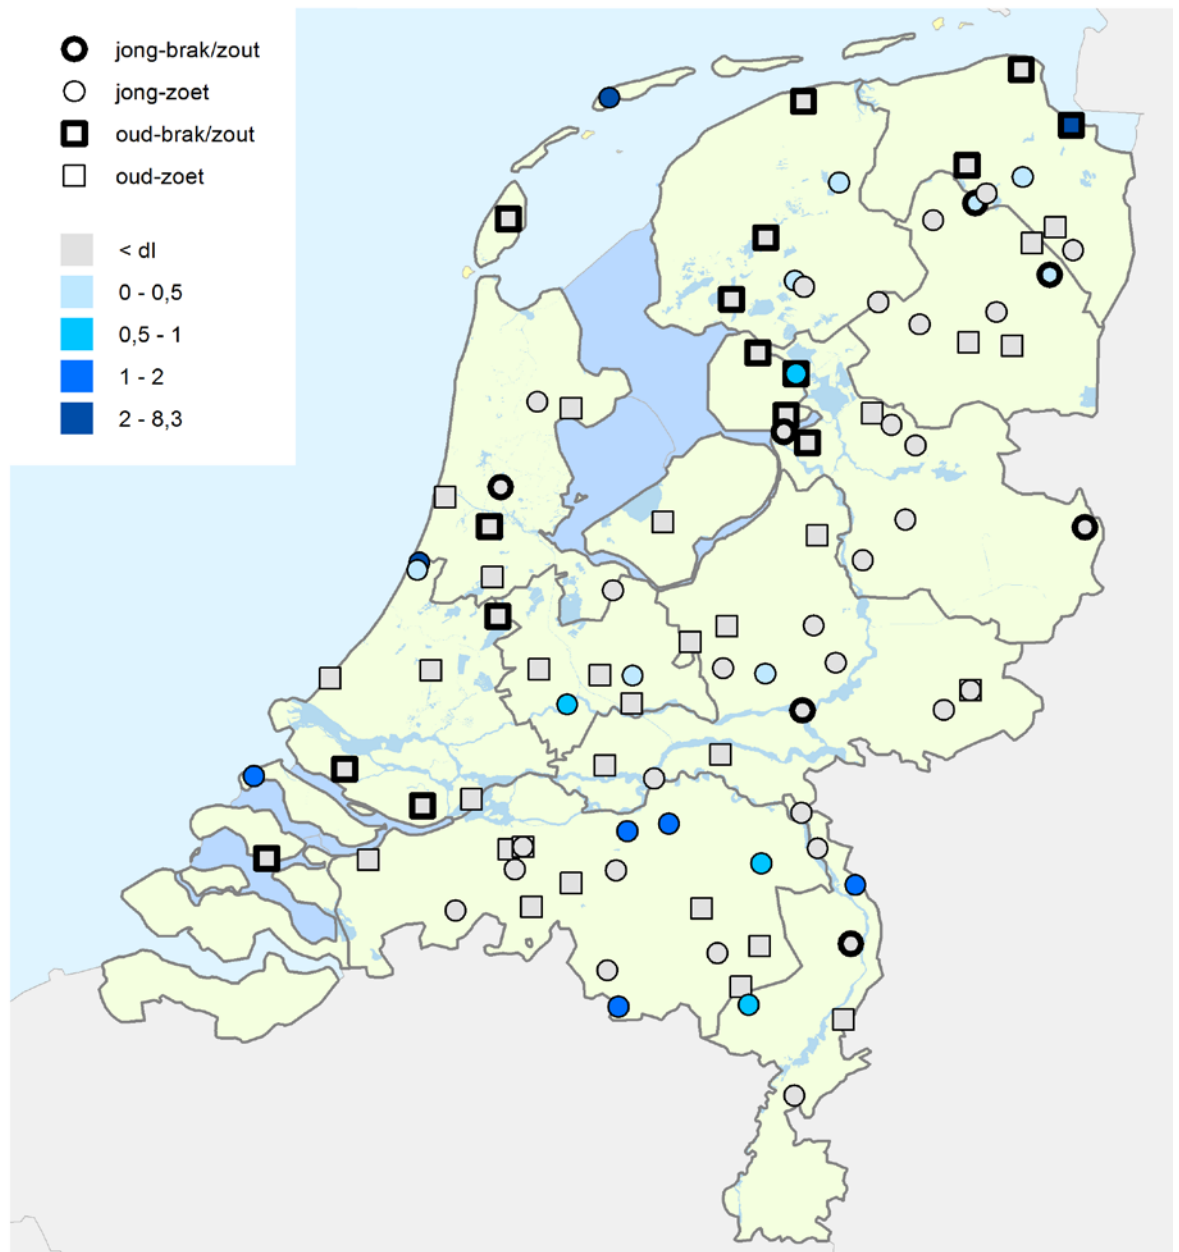 jong-brak/zout
jong-zoet
oud-brak/zout
oud-zoet
< dl
0 - 0,5
0,5 - 1
1 - 2
2 - 8,3